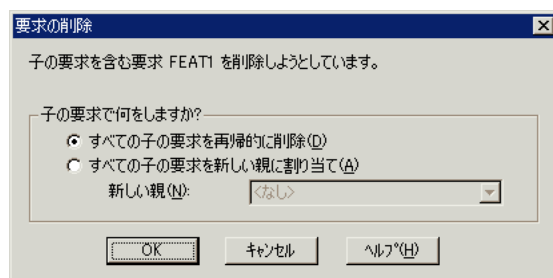 要求の削除
子の要求を含む要求 FEAT1 を削除しようとしています。
子の要求で何をしますか?
すべての子の要求を再帰的に削除(D)
すべての子の要求を新しい親に割り当て(A)
新しい親(N): <なし>
OK キャンセル ヘルプ(H)